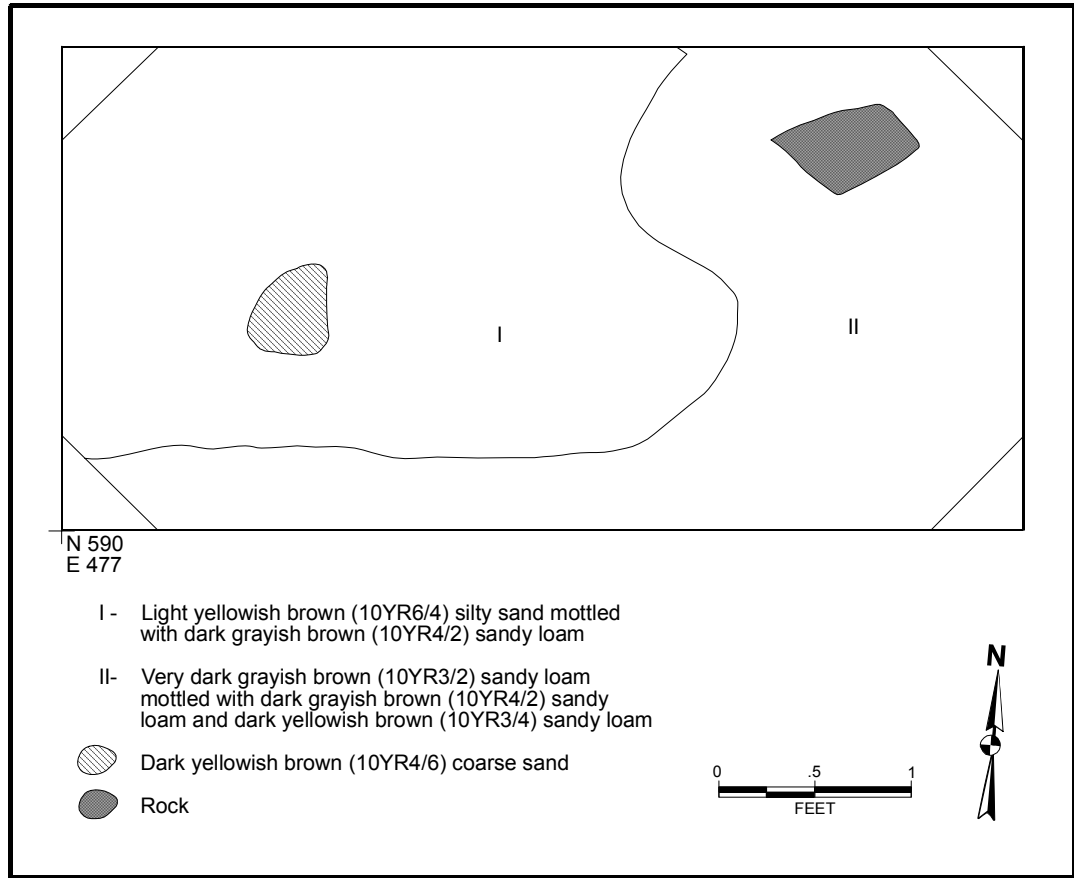 I
II
N 590
E 477
I - Light yellowish brown (10YR6/4) silty sand mottled
with dark grayish brown (10YR4/2) sandy loam
II- Very dark grayish brown (10YR3/2) sandy loam
mottled with dark grayish brown (10YR4/2) sandy
loam and dark yellowish brown (10YR3/4) sandy loam
Dark yellowish brown (10YR4/6) coarse sand
Rock
0 .5 1
FEET
N